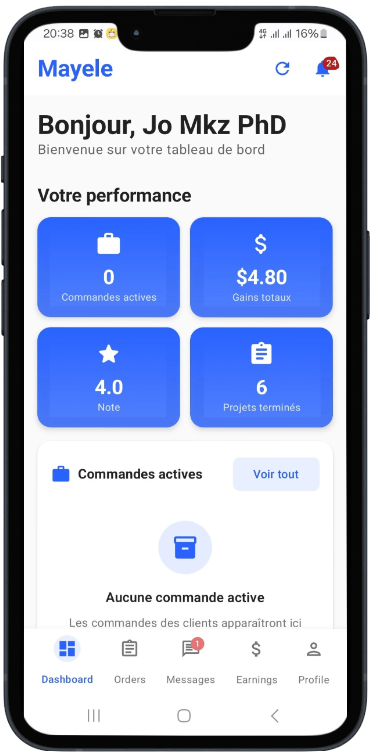 20:38 16%
Mayele
24
Bonjour, Jo Mkz PhD
Bienvenue sur votre tableau de bord
Votre performance
0
Commandes actives
$4.80
Gains totaux
4.0
Note
6
Projets terminés
Commandes actives
Voir tout
Aucune commande active
Les commandes des clients apparaîtront ici
1
Dashboard Orders Messages Earnings Profile